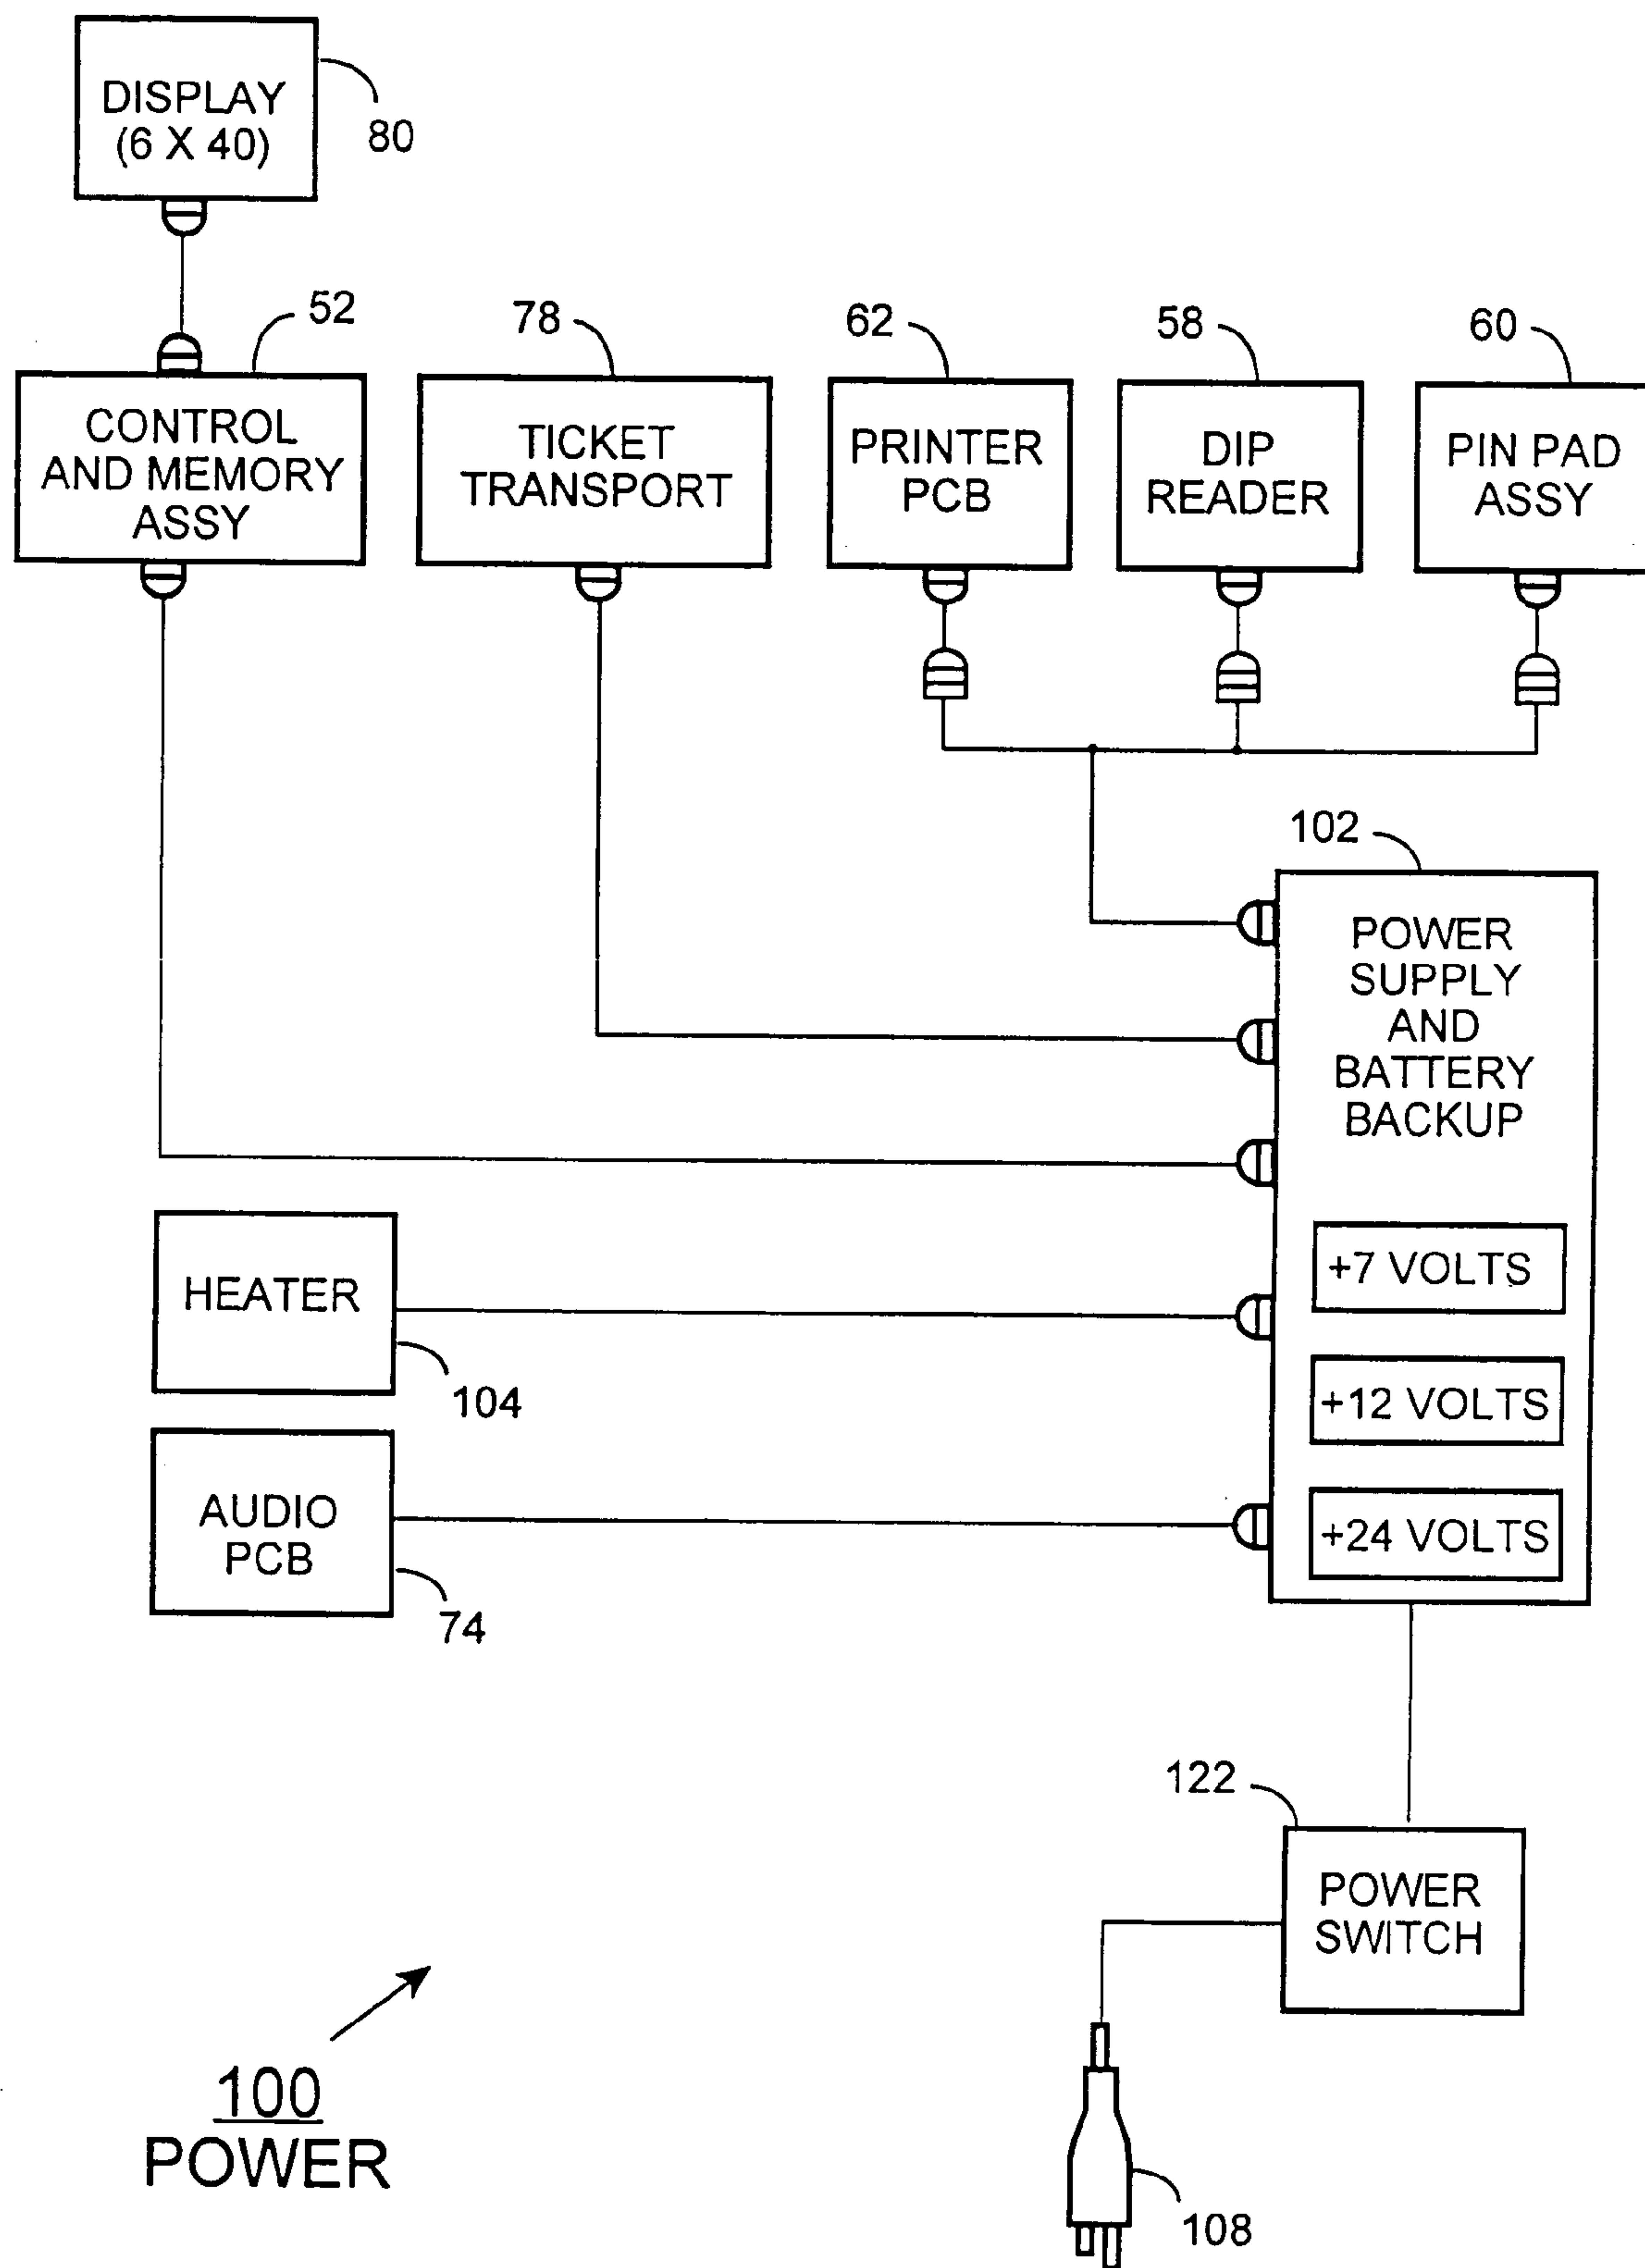 DISPLAY
(6 X 40)
80
52
78
62
58
60
CONTROL
AND MEMORY
ASSY
TICKET
TRANSPORT
PRINTER
PCB
DIP
READER
PIN PAD
ASSY
102
POWER
SUPPLY
AND
BATTERY
BACKUP
+7 VOLTS
+12 VOLTS
+24 VOLTS
HEATER
104
AUDIO
PCB
74
122
POWER
SWITCH
100
POWER
108